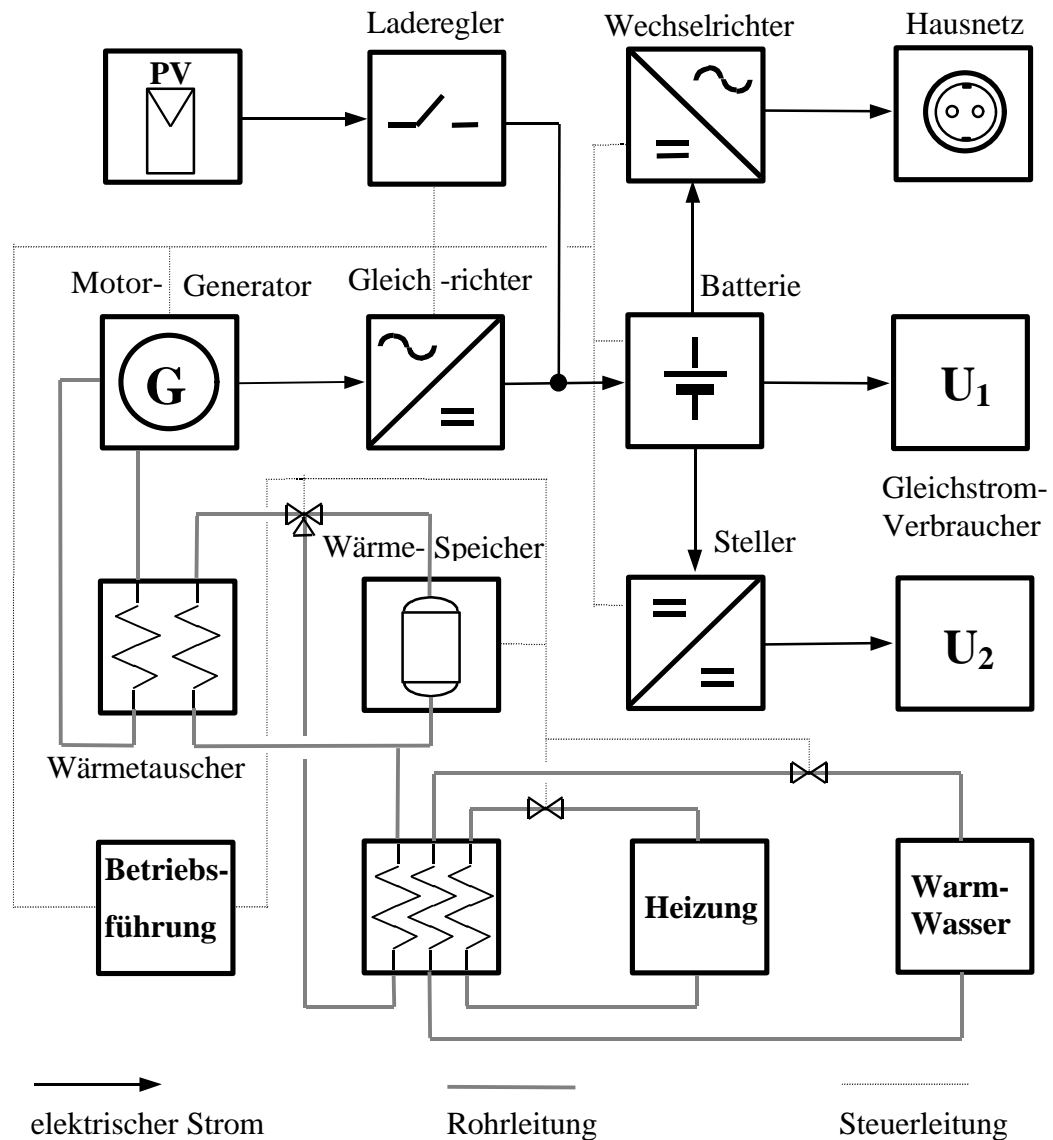 Laderegler
Wechselrichter
Hausnetz
PV
Motor-
Generator
Gleich -richter
Batterie
G
U1
Gleichstrom-
Verbraucher
Wärme-
Speicher
Steller
U2
Wärmetauscher
Betriebs-
führung
Heizung
Warm-
Wasser
elektrischer Strom
Rohrleitung
Steuerleitung